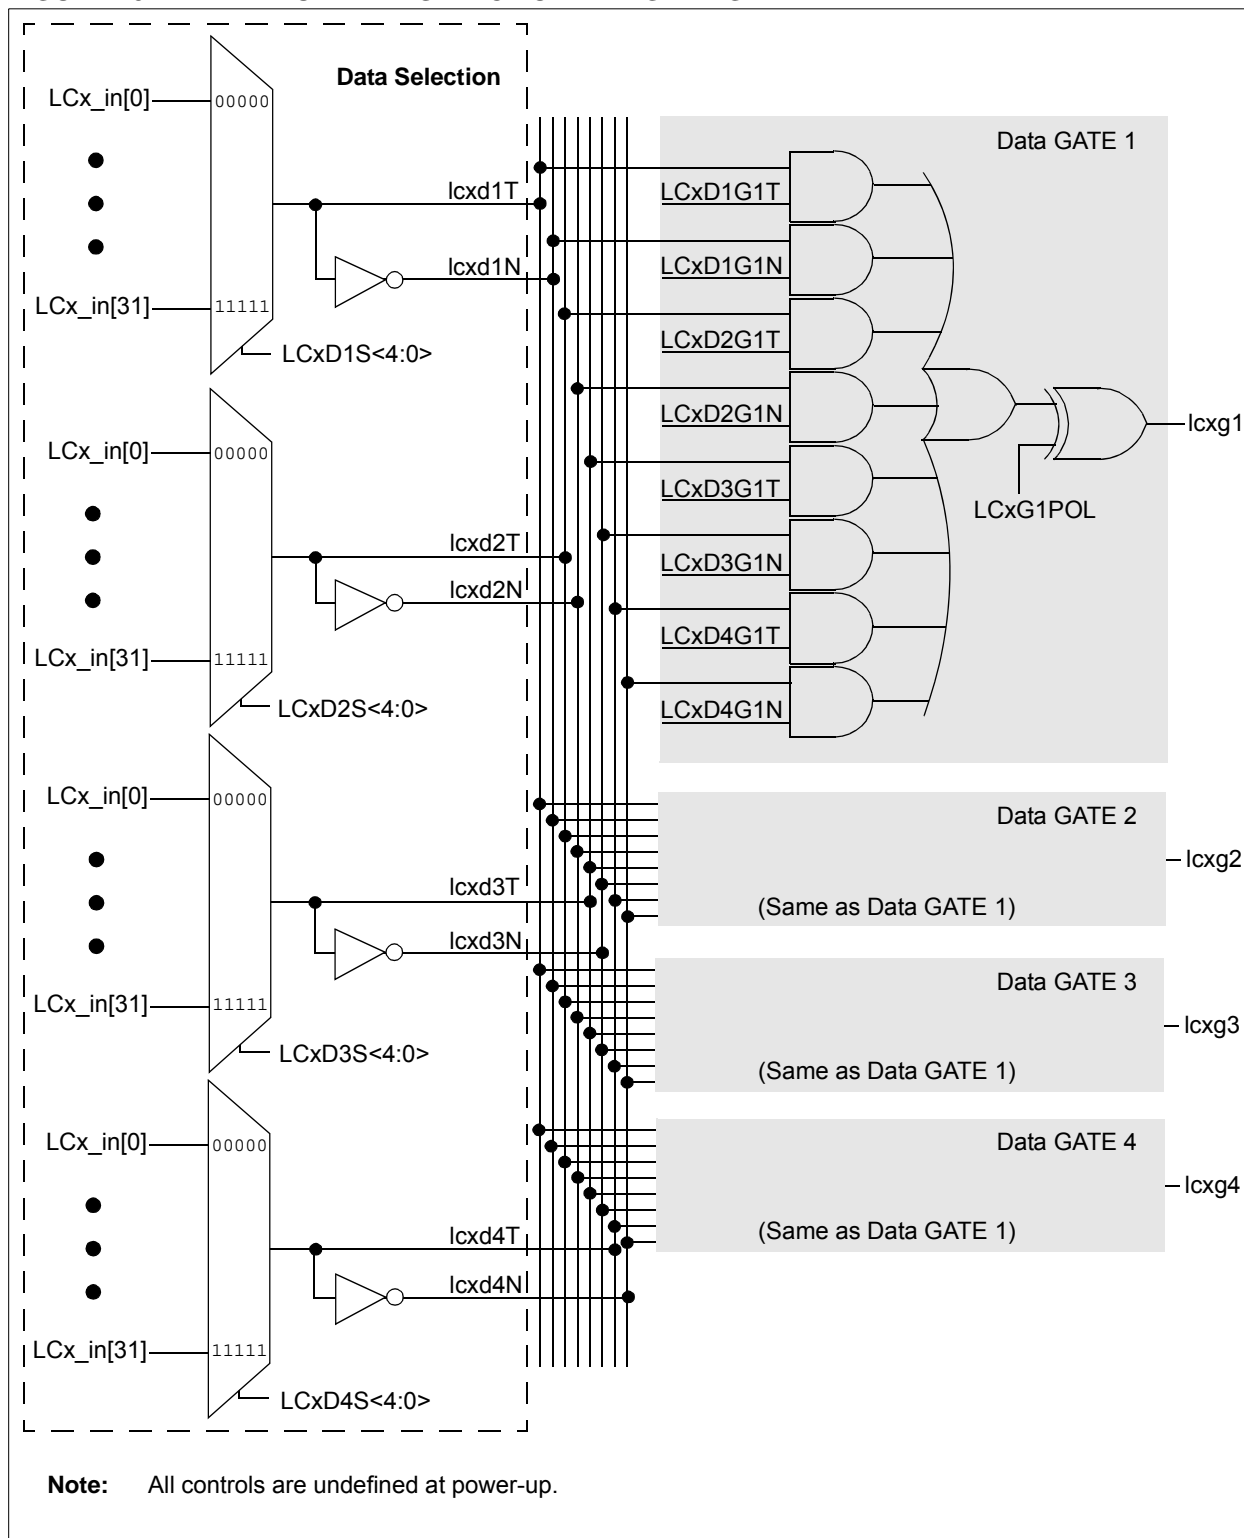 Data Selection
LCx_in[0]
00000
lcxd1T
lcxd1N
LCx_in[31]
11111
LCxD1S<4:0>
LCx_in[0]
00000
lcxd2T
lcxd2N
LCx_in[31]
11111
LCxD2S<4:0>
LCx_in[0]
00000
lcxd3T
lcxd3N
LCx_in[31]
11111
LCxD3S<4:0>
LCx_in[0]
00000
lcxd4T
lcxd4N
LCx_in[31]
11111
LCxD4S<4:0>
Data GATE 1
LCxD1G1T
LCxD1G1N
LCxD2G1T
LCxD2G1N
LCxD3G1T
LCxD3G1N
LCxD4G1T
LCxD4G1N
LCxG1POL
lcxg1
Data GATE 2
(Same as Data GATE 1)
lcxg2
Data GATE 3
(Same as Data GATE 1)
lcxg3
Data GATE 4
(Same as Data GATE 1)
lcxg4
Note: All controls are undefined at power-up.